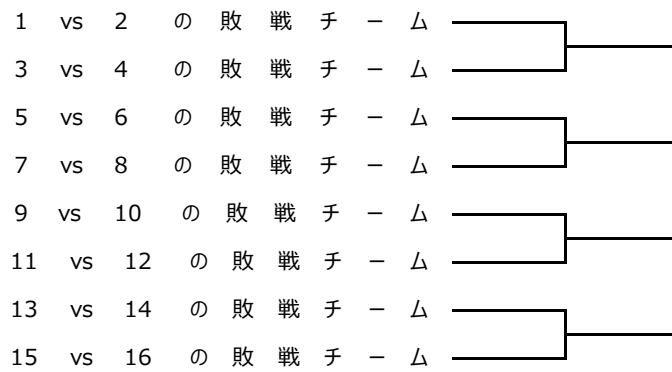 1 vs 2 の敗戦チーム
3 vs 4 の敗戦チーム
5 vs 6 の敗戦チーム
7 vs 8 の敗戦チーム
9 vs 10 の敗戦チーム
11 vs 12 の敗戦チーム
13 vs 14 の敗戦チーム
15 vs 16 の敗戦チーム